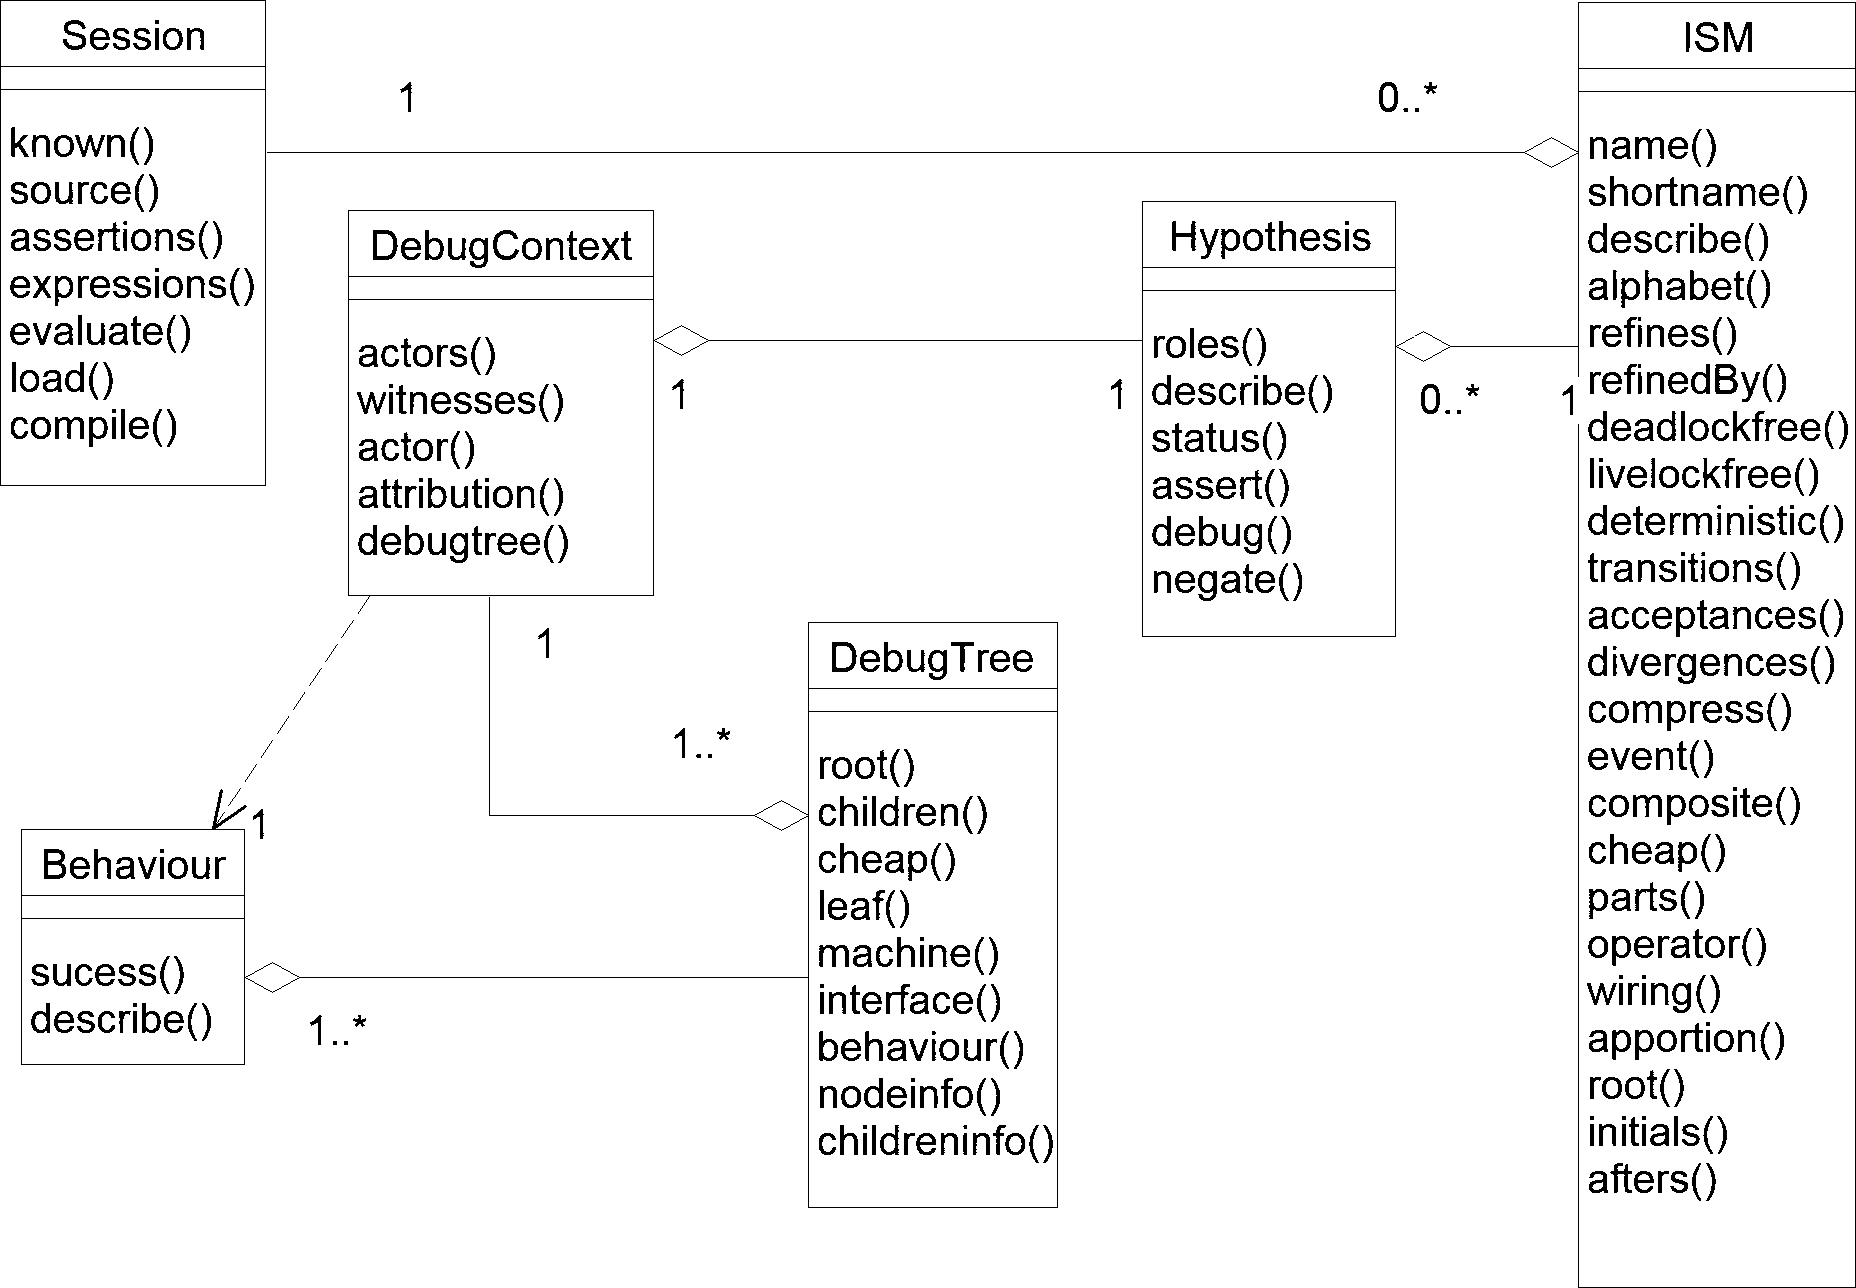 Session
known()
source()
assertions()
expressions()
evaluate()
load()
compile()
1
0..*
DebugContext
actors()
witnesses()
actor()
attribution()
debugtree()
1
1
Hypothesis
roles()
describe()
status()
assert()
debug()
negate()
0..*
1
ISM
name()
shortname()
describe()
alphabet()
refines()
refinedBy()
deadlockfree()
livelockfree()
deterministic()
transitions()
acceptances()
divergences()
compress()
event()
composite()
cheap()
parts()
operator()
wiring()
apportion()
root()
initials()
afters()
1
1..*
DebugTree
root()
children()
cheap()
leaf()
machine()
interface()
behaviour()
nodeinfo()
childreninfo()
1
Behaviour
sucess()
describe()
1..*